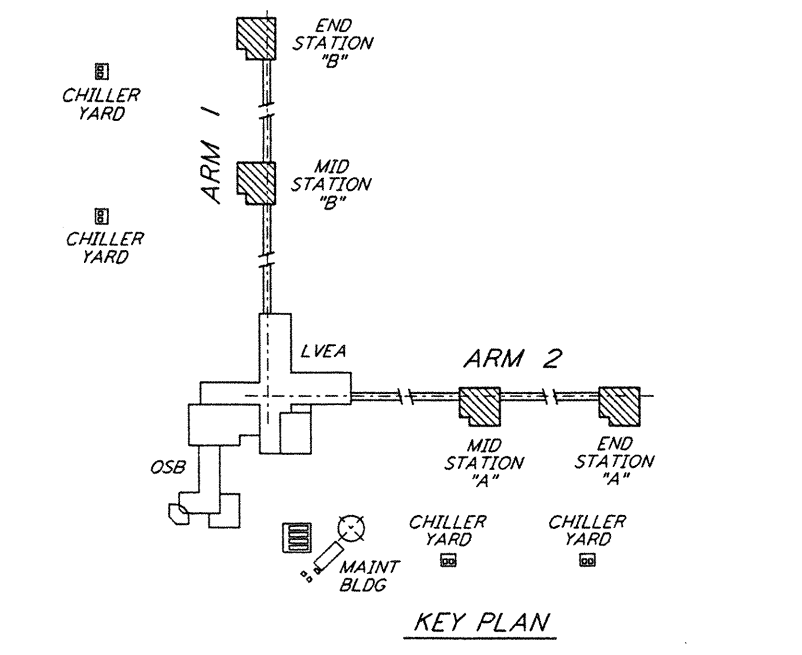 END
STATION
"B"
CHILLER
YARD
ARM 1
MID
STATION
"B"
CHILLER
YARD
LVEA
ARM 2
MID
STATION
"A"
END
STATION
"A"
OSB
CHILLER
YARD
CHILLER
YARD
MAINT
BLDG
KEY PLAN